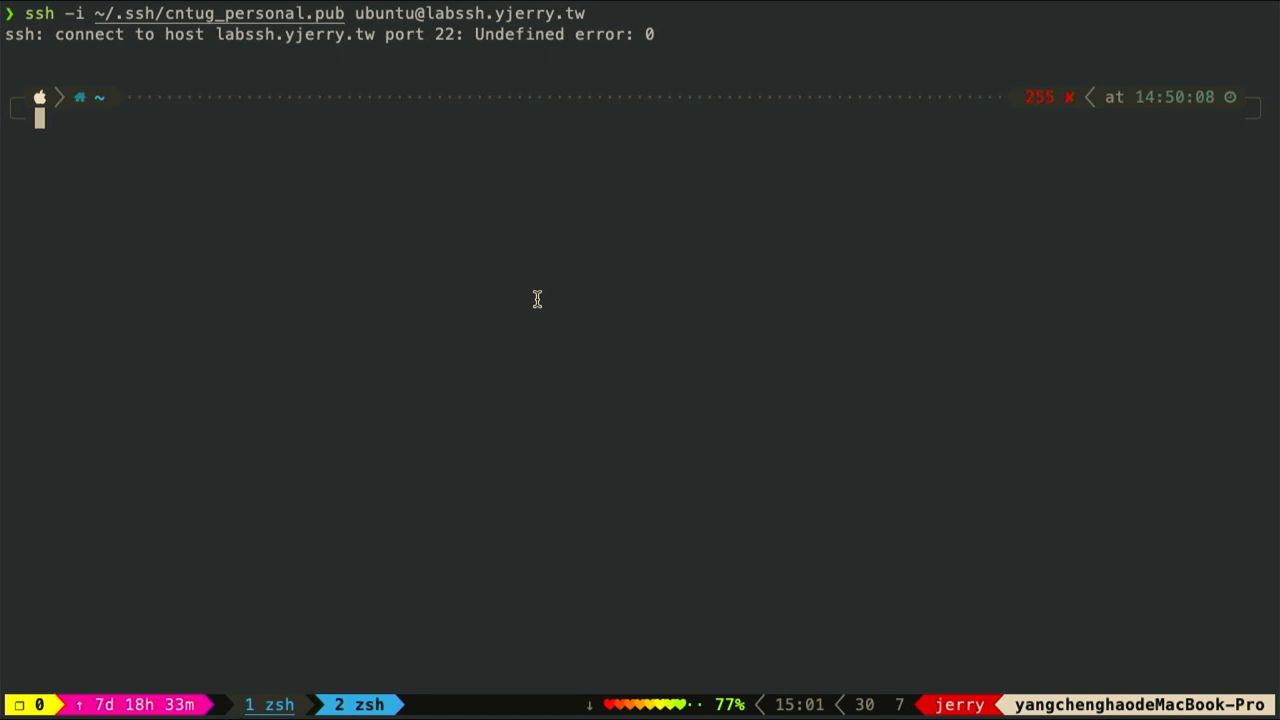 ❯ ssh -i ~/.ssh/cntug_personal.pub ubuntu@labssh.yjerry.tw
ssh: connect to host labssh.yjerry.tw port 22: Undefined error: 0
~ 255 ✘ at 14:50:08
❐ 0 ↑ 7d 18h 33m 1 zsh 2 zsh ↓ ♥♥♥♥♥♥♥♥·· 77% 15:01 30 7 jerry yangchenghaodeMacBook-Pro